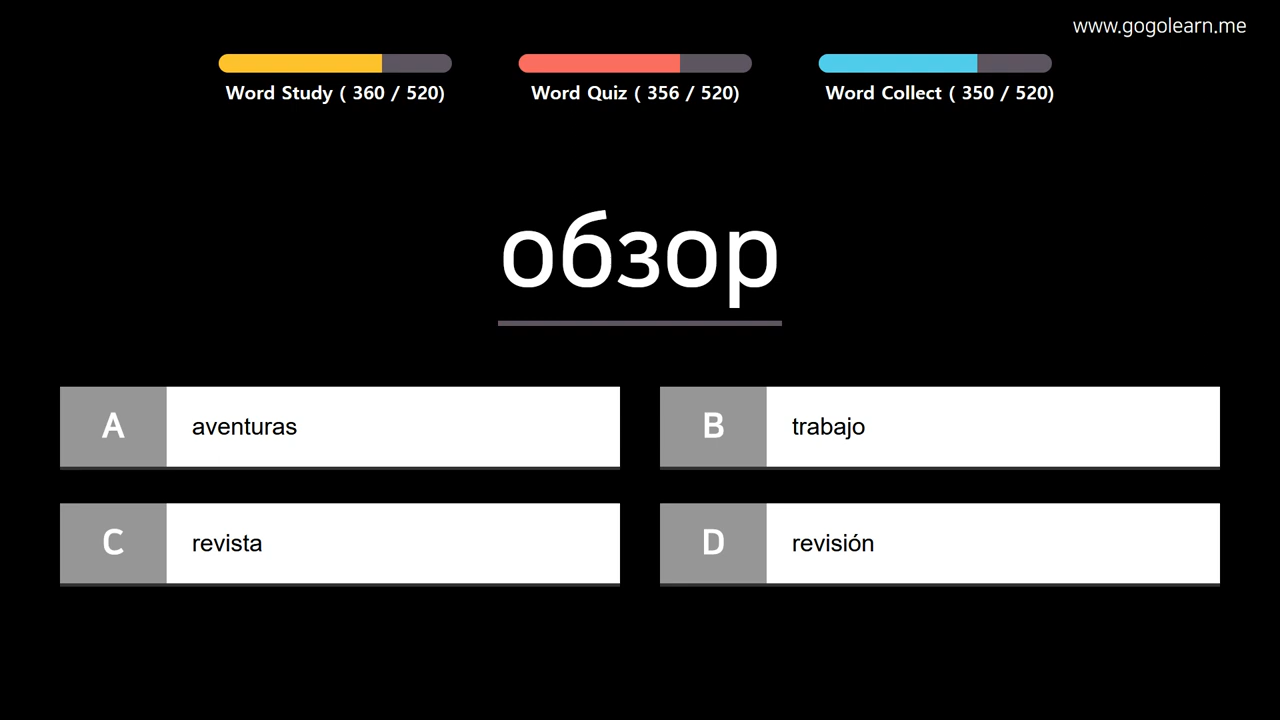 www.gogolearn.me
Word Study ( 360 / 520)
Word Quiz ( 356 / 520)
Word Collect ( 350 / 520)
обзор
A aventuras
B trabajo
C revista
D revisión